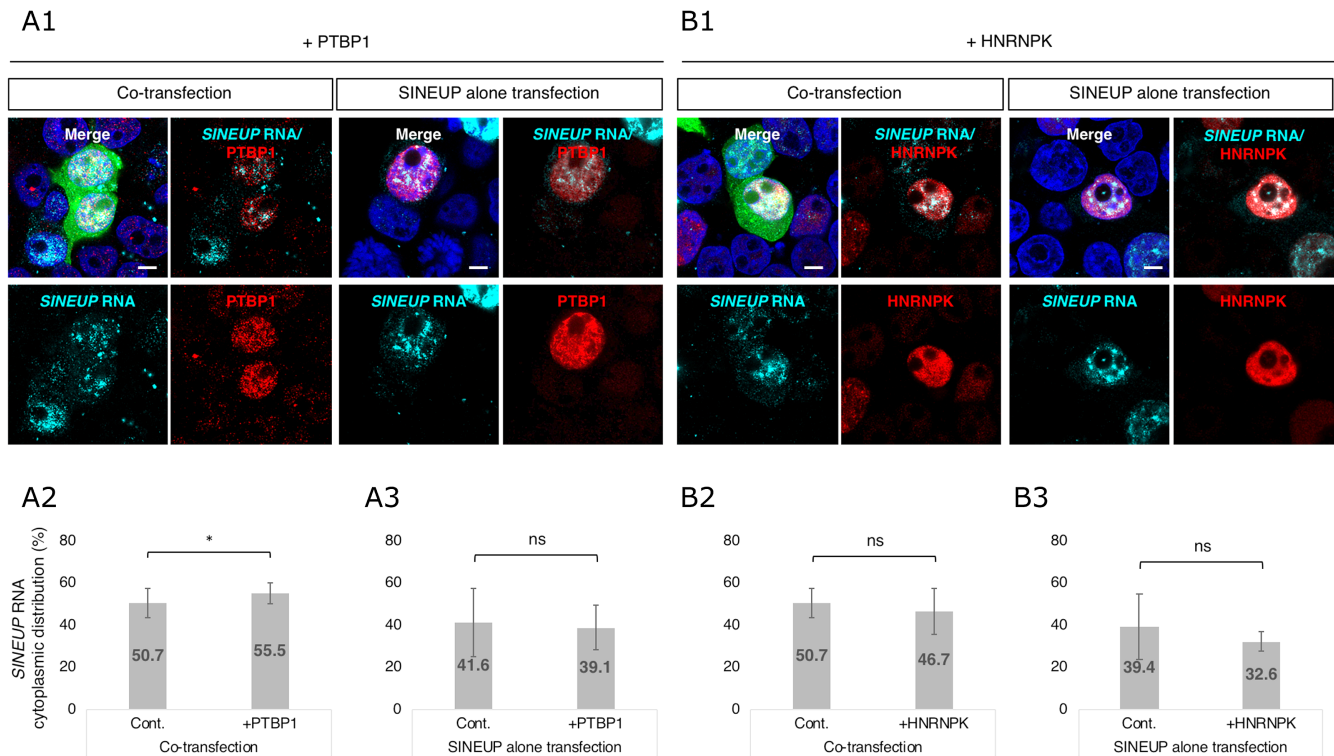 A1
+ PTBP1
Co-transfection
SINEUP alone transfection
Merge
SINEUP RNA/
PTBP1
Merge
SINEUP RNA/
PTBP1
SINEUP RNA
PTBP1
SINEUP RNA
PTBP1
B1
+ HNRNPK
Co-transfection
SINEUP alone transfection
Merge
SINEUP RNA/
HNRNPK
Merge
SINEUP RNA/
HNRNPK
SINEUP RNA
HNRNPK
SINEUP RNA
HNRNPK
A2
SINEUP RNA
cytoplasmic distribution (%)
80
60
40
20
0
*
50.7
55.5
Cont.
+PTBP1
Co-transfection
A3
80
60
40
20
0
ns
41.6
39.1
Cont.
+PTBP1
SINEUP alone transfection
B2
80
60
40
20
0
ns
50.7
46.7
Cont.
+HNRNPK
Co-transfection
B3
80
60
40
20
0
ns
39.4
32.6
Cont.
+HNRNPK
SINEUP alone transfection